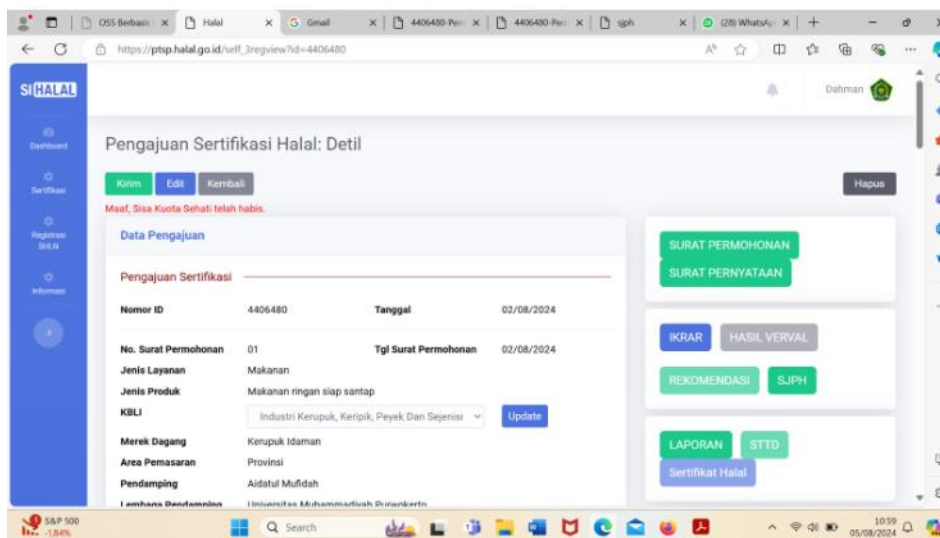 OSS Berbasis
Halal
Gmail
4406480-Per
4406480-Per
sjph
(28) WhatsAp
https://ptsp.halal.go.id/self_3regview?id=4406480
SIHALAL
Dahman
Dashboard
Sertifikasi
Registrasi SHLN
Informasi
Pengajuan Sertifikasi Halal: Detil
Kirim Edit Kembali
Hapus
Maaf, Sisa Kuota Sehati telah habis.
Data Pengajuan
Pengajuan Sertifikasi
Nomor ID 4406480 Tanggal 02/08/2024
No. Surat Permohonan 01 Tgl Surat Permohonan 02/08/2024
Jenis Layanan Makanan
Jenis Produk Makanan ringan siap santap
KBLI Industri Kerupuk, Keripik, Peyek Dan Sejenisn Update
Merek Dagang Kerupuk Idaman
Area Pemasaran Provinsi
Pendamping Aidatul Mufidah
Lembaga Pendamping Universitas Muhammadiyah Purwokerto
SURAT PERMOHONAN
SURAT PERNYATAAN
IKRAR HASIL VERVAL
REKOMENDASI SJPH
LAPORAN STTD
Sertifikat Halal
S&P 500
-1,84%
Search
10:59
05/08/2024